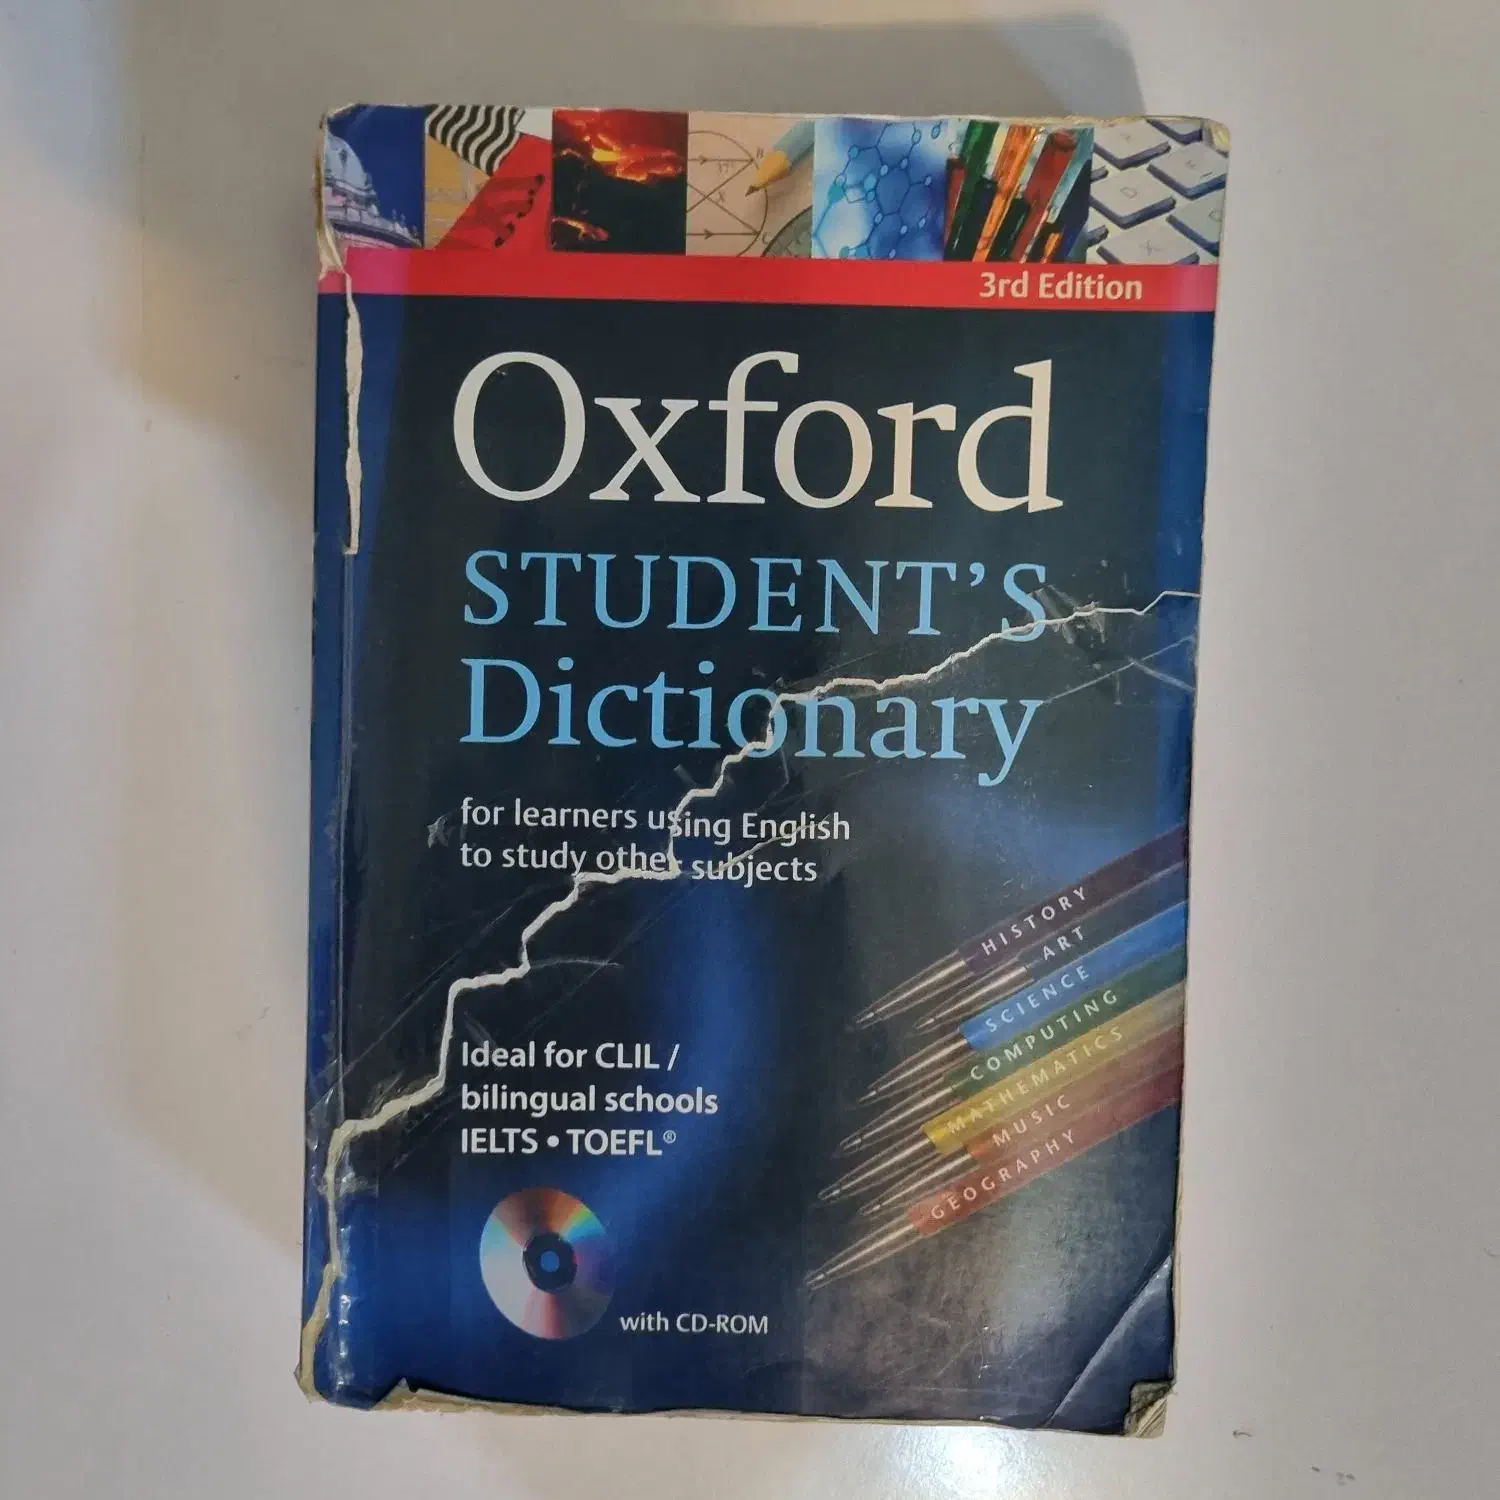 3rd Edition
Oxford
STUDENT'S
Dictionary
for learners using English
to study other subjects
HISTORY
ART
SCIENCE
COMPUTING
MATHEMATICS
MUSIC
GEOGRAPHY
Ideal for CLIL /
bilingual schools
IELTS • TOEFL®
with CD-ROM